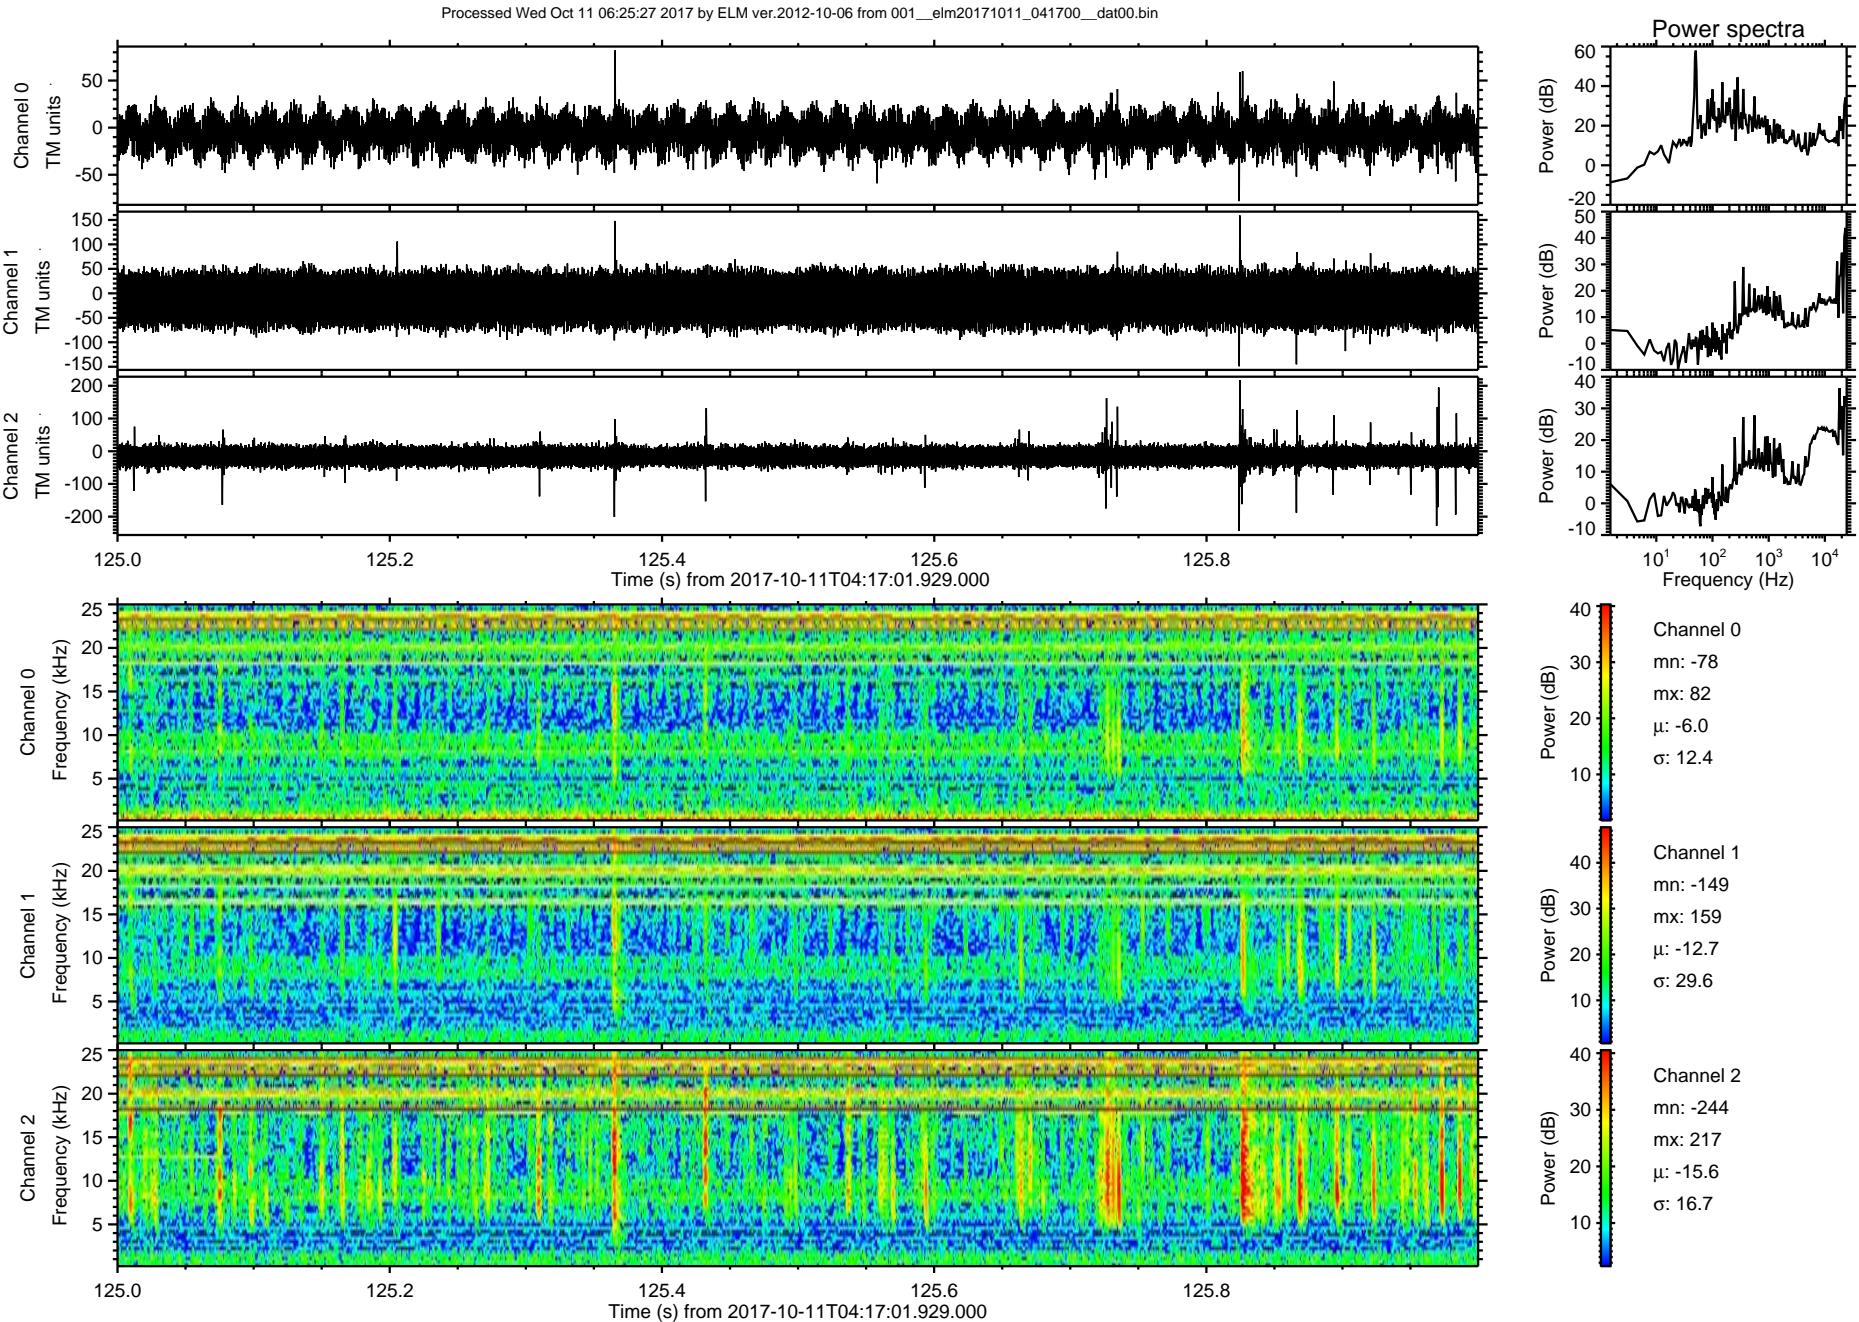 Processed Wed Oct 11 06:25:27 2017 by ELM ver.2012-10-06 from 001__elm20171011_041700__dat00.bin
Power spectra
Channel 0
TM units
50
0
-50
Power (dB)
60
40
20
0
-20
Channel 1
TM units
150
100
50
0
-50
-100
-150
Power (dB)
50
40
30
20
10
0
-10
Channel 2
TM units
200
100
0
-100
-200
Power (dB)
40
30
20
10
0
-10
125.0 125.2 125.4 125.6 125.8
Time (s) from 2017-10-11T04:17:01.929.000
10¹ 10² 10³ 10⁴
Frequency (Hz)
Channel 0
Frequency (kHz)
25
20
15
10
5
Power (dB)
40
30
20
10
Channel 0
mn: -78
mx: 82
μ: -6.0
σ: 12.4
Channel 1
Frequency (kHz)
25
20
15
10
5
Power (dB)
40
30
20
10
Channel 1
mn: -149
mx: 159
μ: -12.7
σ: 29.6
Channel 2
Frequency (kHz)
25
20
15
10
5
Power (dB)
40
30
20
10
Channel 2
mn: -244
mx: 217
μ: -15.6
σ: 16.7
125.0 125.2 125.4 125.6 125.8
Time (s) from 2017-10-11T04:17:01.929.000